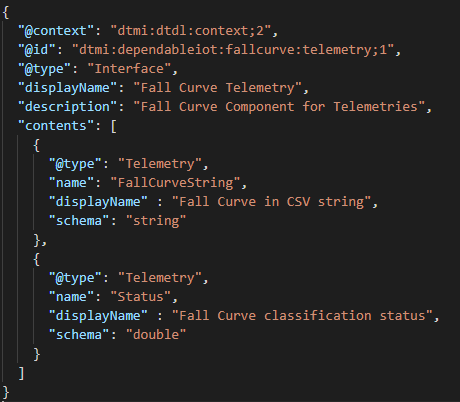 {
  "@context": "dtmi:dtdl:context;2",
  "@id": "dtmi:dependableiot:fallcurve:telemetry;1",
  "@type": "Interface",
  "displayName": "Fall Curve Telemetry",
  "description": "Fall Curve Component for Telemetries",
  "contents": [
    {
      "@type": "Telemetry",
      "name": "FallCurveString",
      "displayName" : "Fall Curve in CSV string",
      "schema": "string"
    },
    {
      "@type": "Telemetry",
      "name": "Status",
      "displayName" : "Fall Curve classification status",
      "schema": "double"
    }
  ]
}